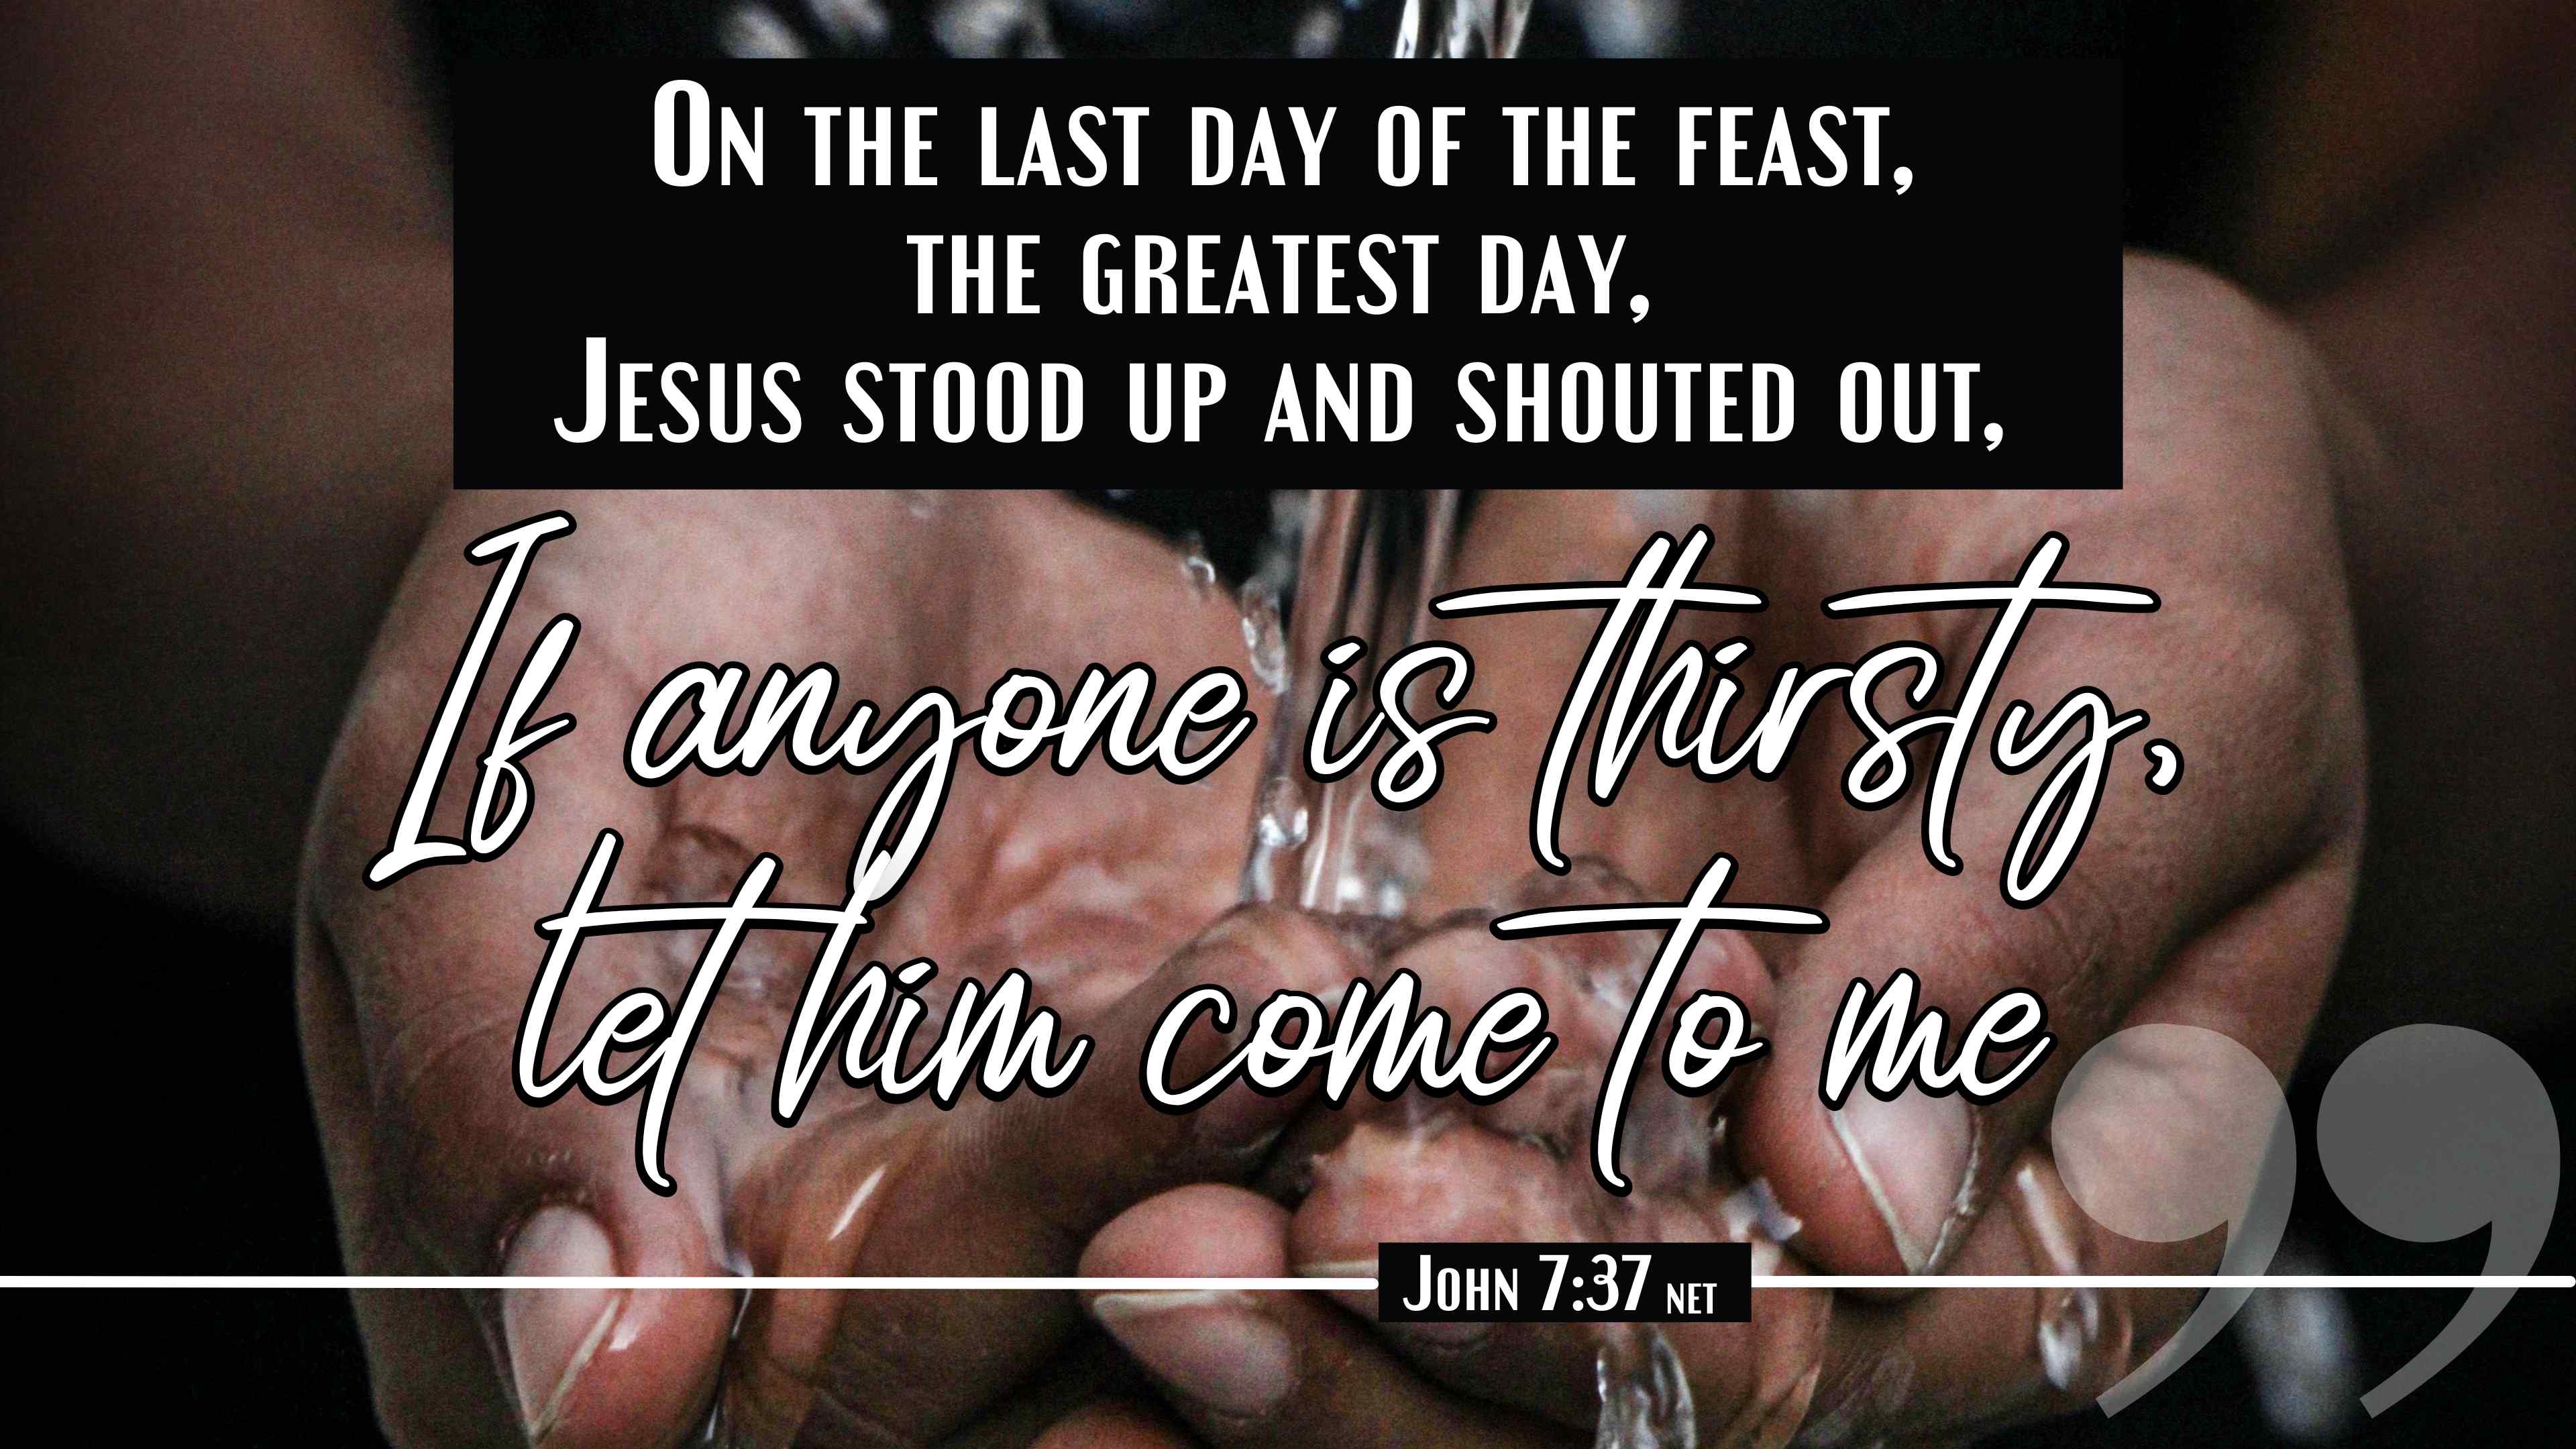 On the last day of the feast,
the greatest day,
Jesus stood up and shouted out,
If anyone is thirsty,
let him come to me
”
John 7:37 NET